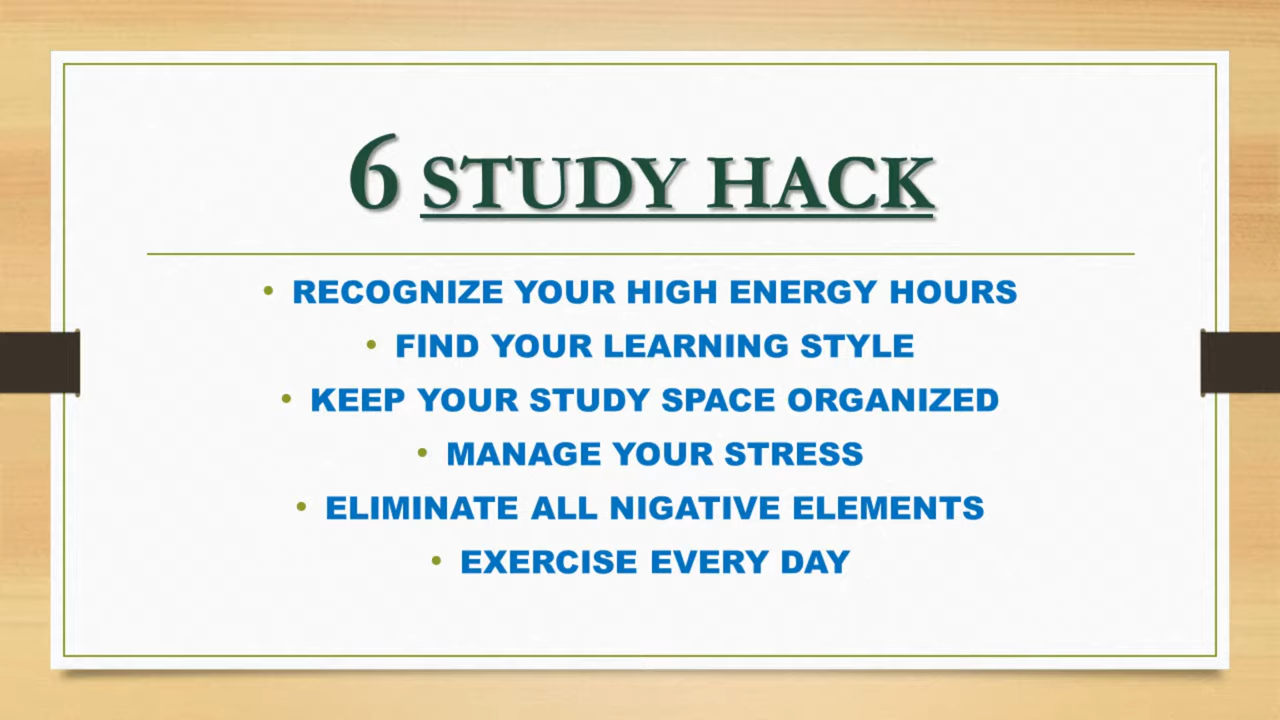 6 STUDY HACK
• RECOGNIZE YOUR HIGH ENERGY HOURS
• FIND YOUR LEARNING STYLE
• KEEP YOUR STUDY SPACE ORGANIZED
• MANAGE YOUR STRESS
• ELIMINATE ALL NIGATIVE ELEMENTS
• EXERCISE EVERY DAY